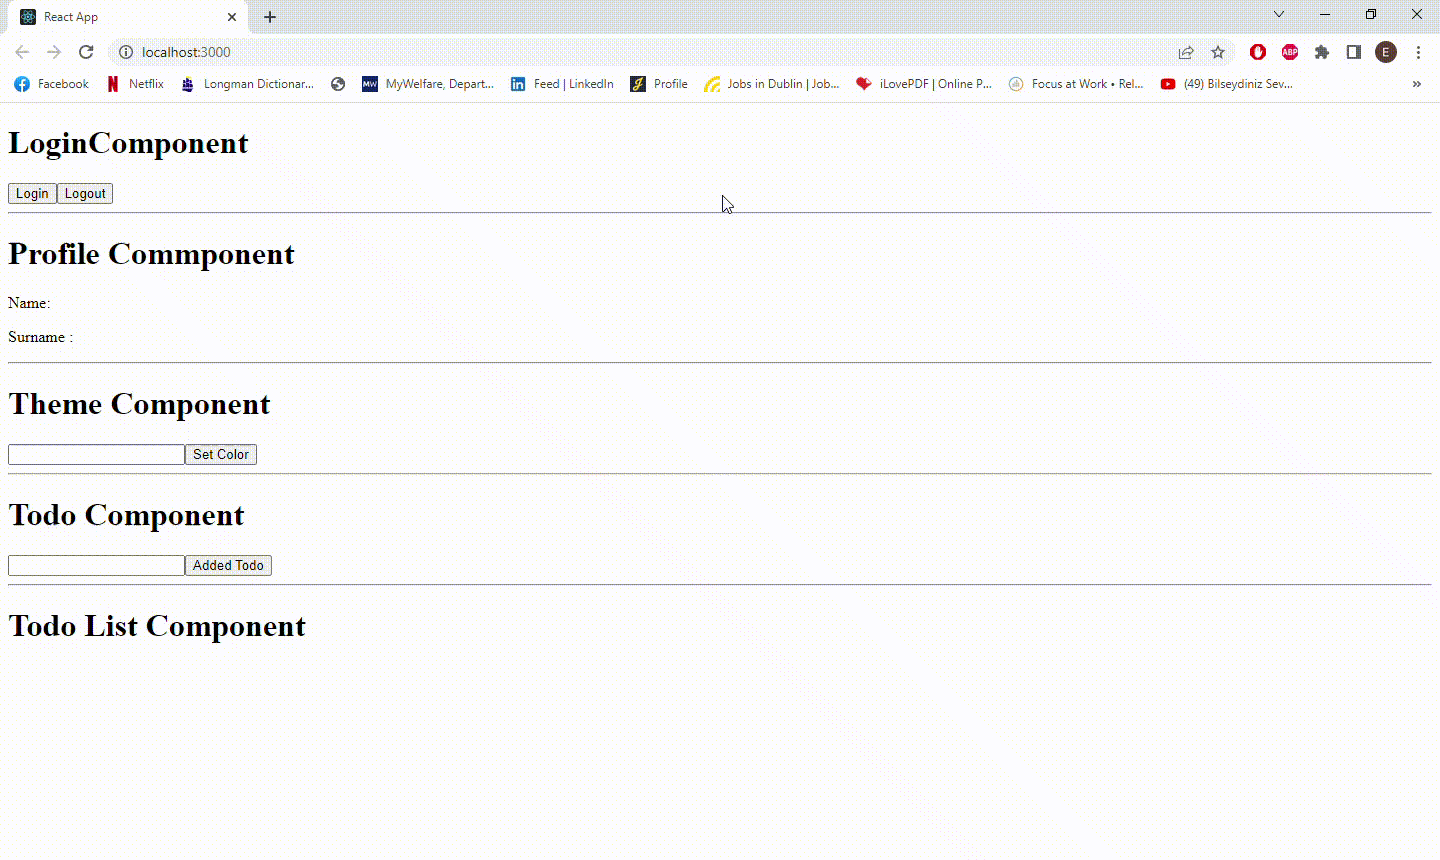 React App
localhost:3000
ABP
E
Facebook Netflix Longman Dictionar... MW MyWelfare, Depart... Feed | LinkedIn Profile Jobs in Dublin | Job... iLovePDF | Online P... Focus at Work • Rel... (49) Bilseydiniz Sev... »
LoginComponent
Login Logout
Profile Commponent
Name:
Surname :
Theme Component
Set Color
Todo Component
Added Todo
Todo List Component